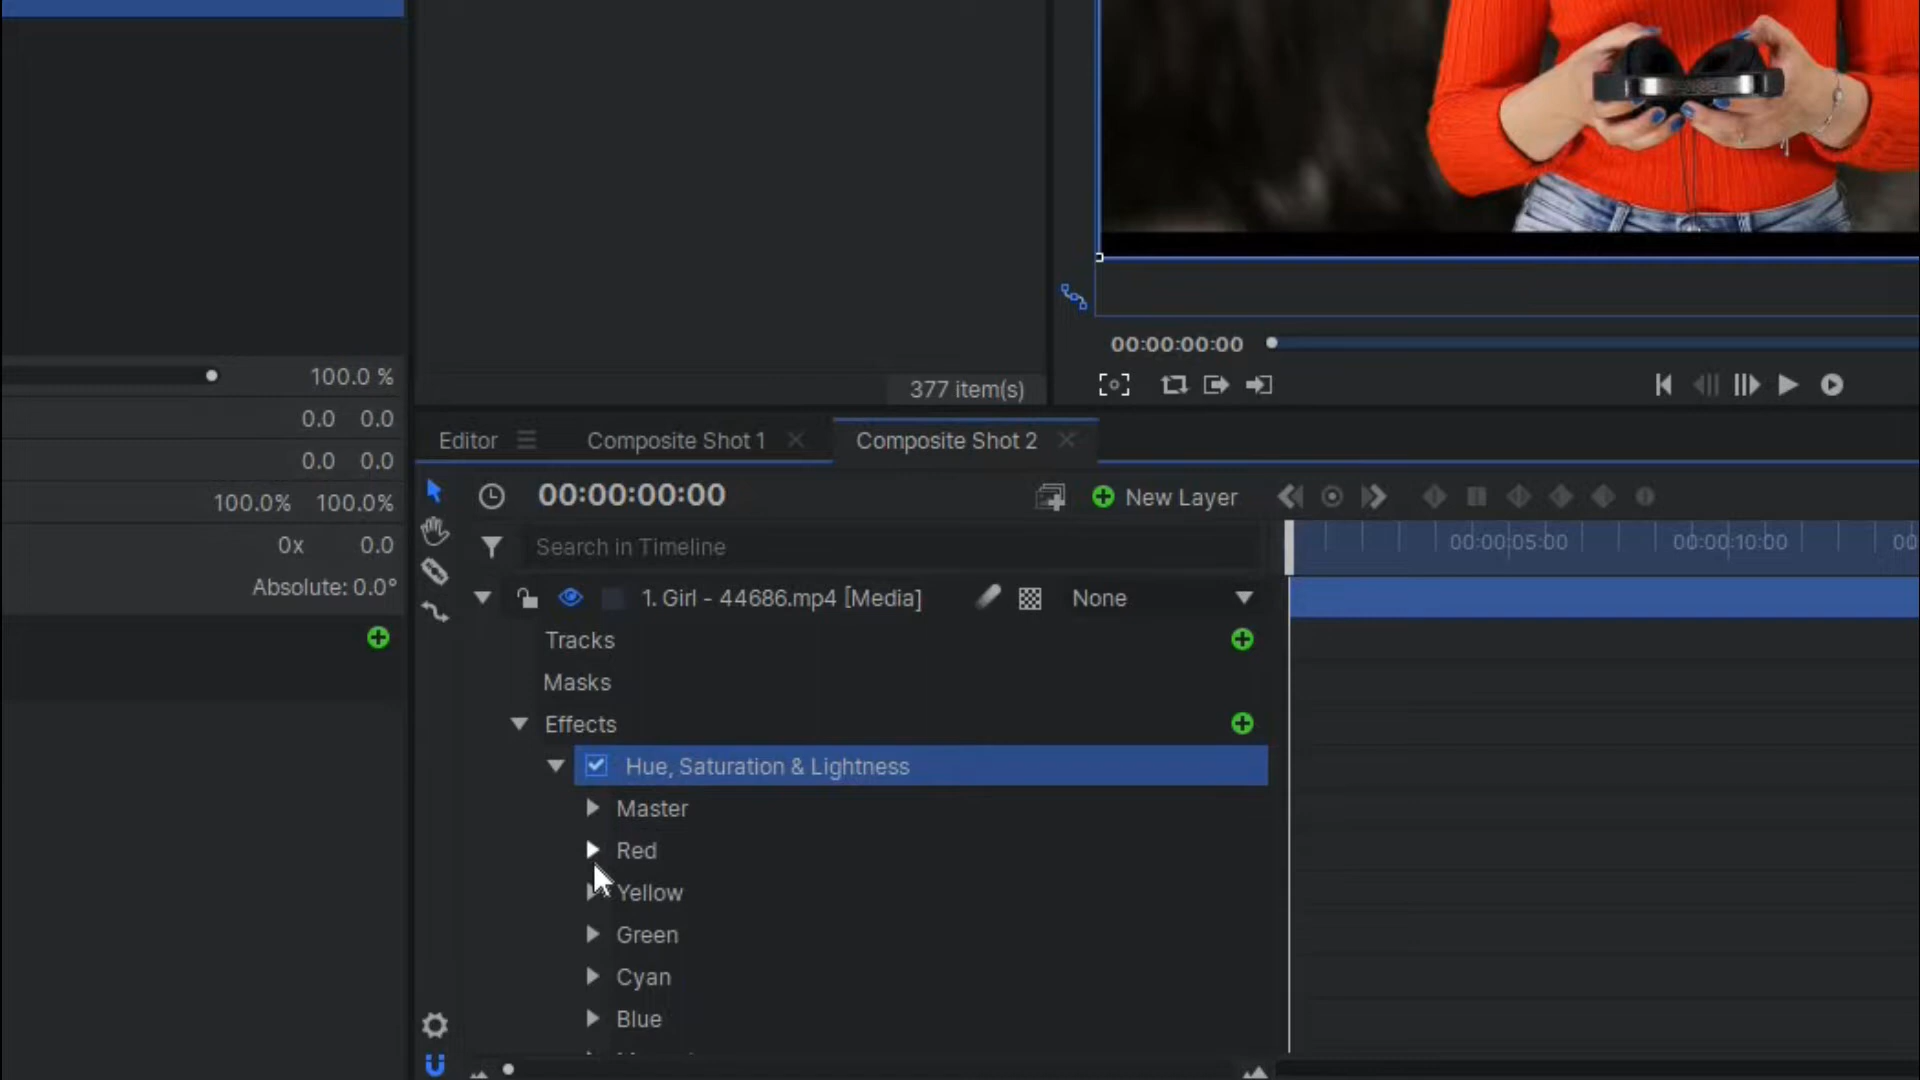 100.0 %
0.0 0.0
0.0 0.0
100.0% 100.0%
0x 0.0
Absolute: 0.0°
377 item(s)
00:00:00:00
Editor
Composite Shot 1
Composite Shot 2
00:00:00:00
New Layer
Search in Timeline
00:00:05:00
00:00:10:00
00
1. Girl - 44686.mp4 [Media]
None
Tracks
Masks
Effects
Hue, Saturation & Lightness
Master
Red
Yellow
Green
Cyan
Blue